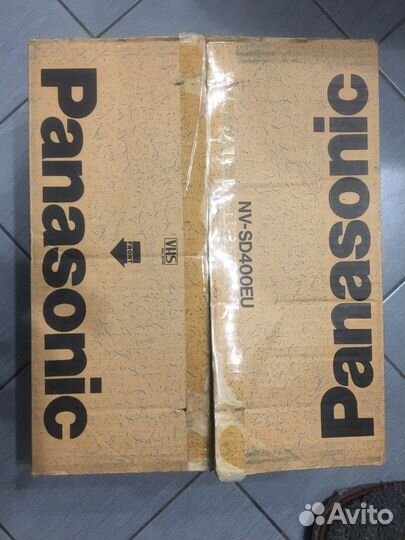 Panasonic
FRONT
VHS
NV-SD400EU
Panasonic
Avito